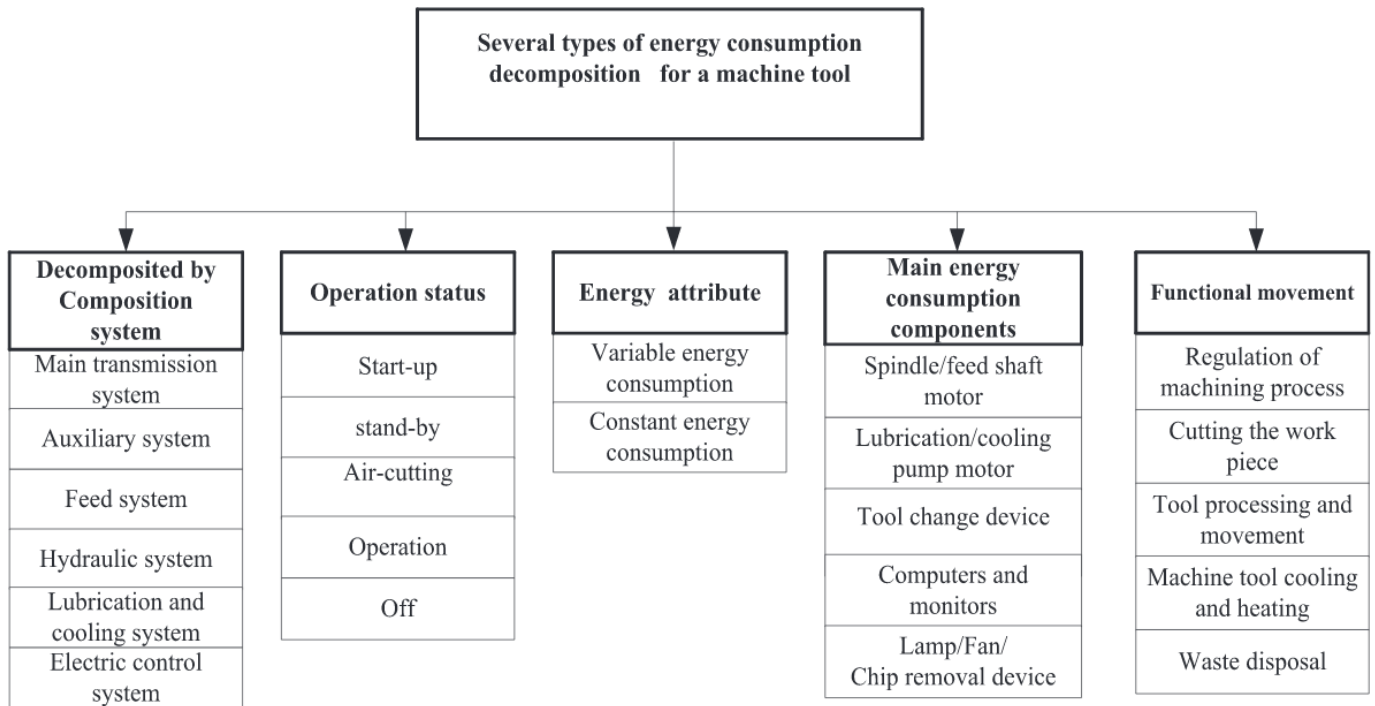 Several types of energy consumption
decomposition for a machine tool
Decomposited by
Composition
system
Main transmission
system
Auxiliary system
Feed system
Hydraulic system
Lubrication and
cooling system
Electric control
system
Operation status
Start-up
stand-by
Air-cutting
Operation
Off
Energy attribute
Variable energy
consumption
Constant energy
consumption
Main energy
consumption
components
Spindle/feed shaft
motor
Lubrication/cooling
pump motor
Tool change device
Computers and
monitors
Lamp/Fan/
Chip removal device
Functional movement
Regulation of
machining process
Cutting the work
piece
Tool processing and
movement
Machine tool cooling
and heating
Waste disposal